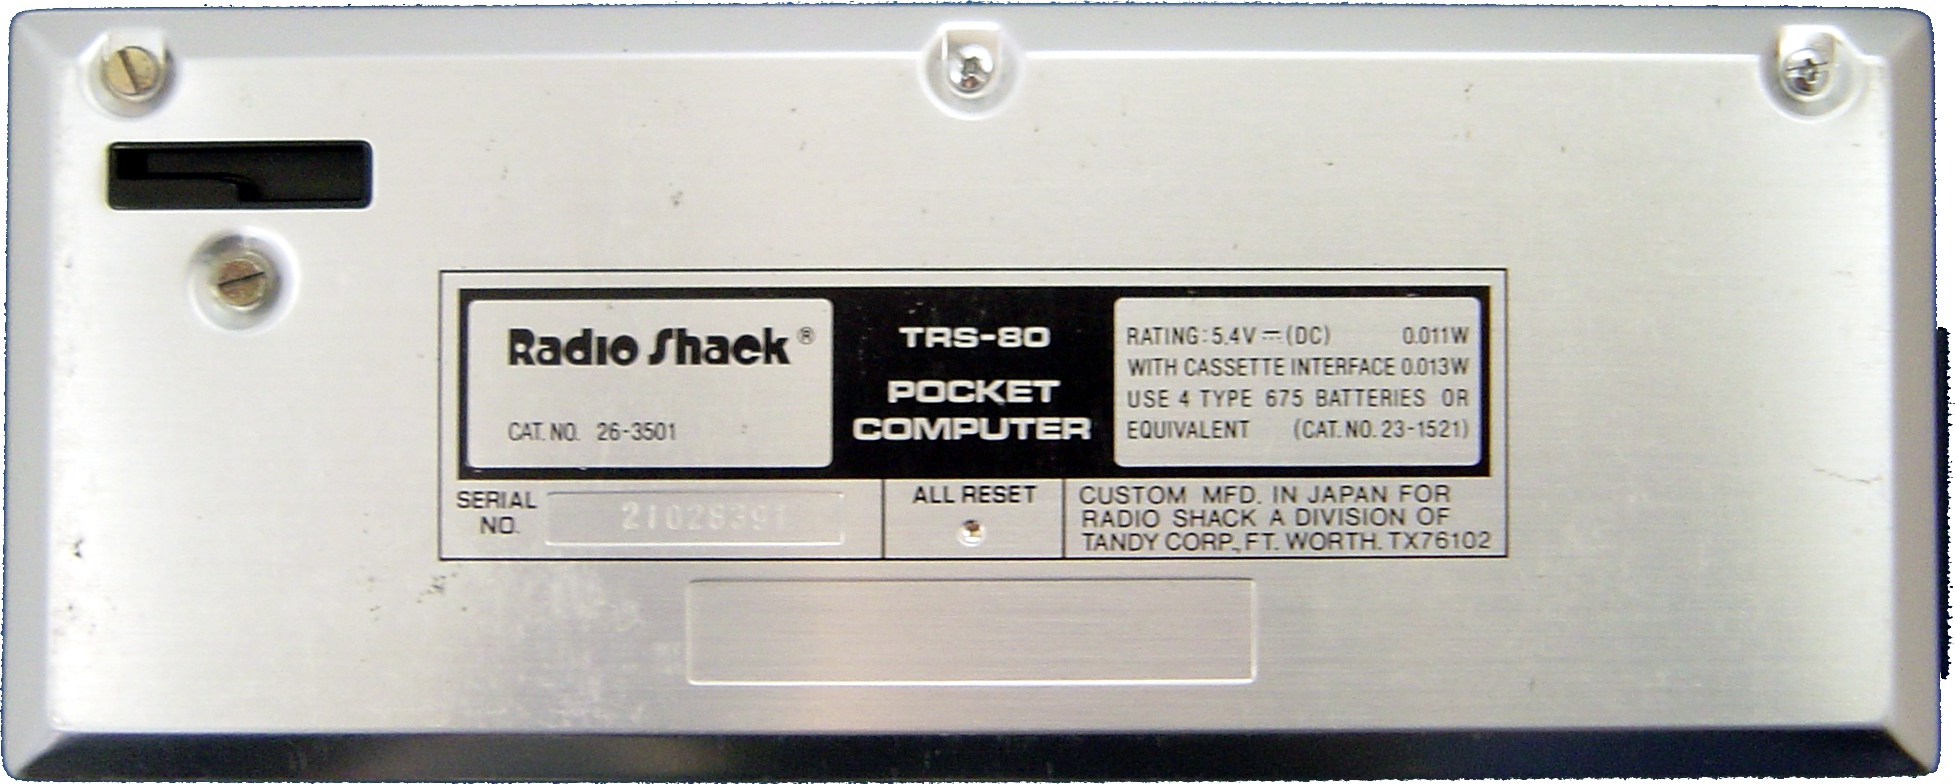 Radio Shack®
CAT. NO. 26-3501
TRS-80
POCKET
COMPUTER
RATING: 5.4V ⎓ (DC) 0.011W
WITH CASSETTE INTERFACE 0.013W
USE 4 TYPE 675 BATTERIES OR
EQUIVALENT (CAT. NO. 23-1521)
SERIAL
NO.
21028391
ALL RESET
CUSTOM MFD. IN JAPAN FOR
RADIO SHACK A DIVISION OF
TANDY CORP., FT. WORTH. TX76102